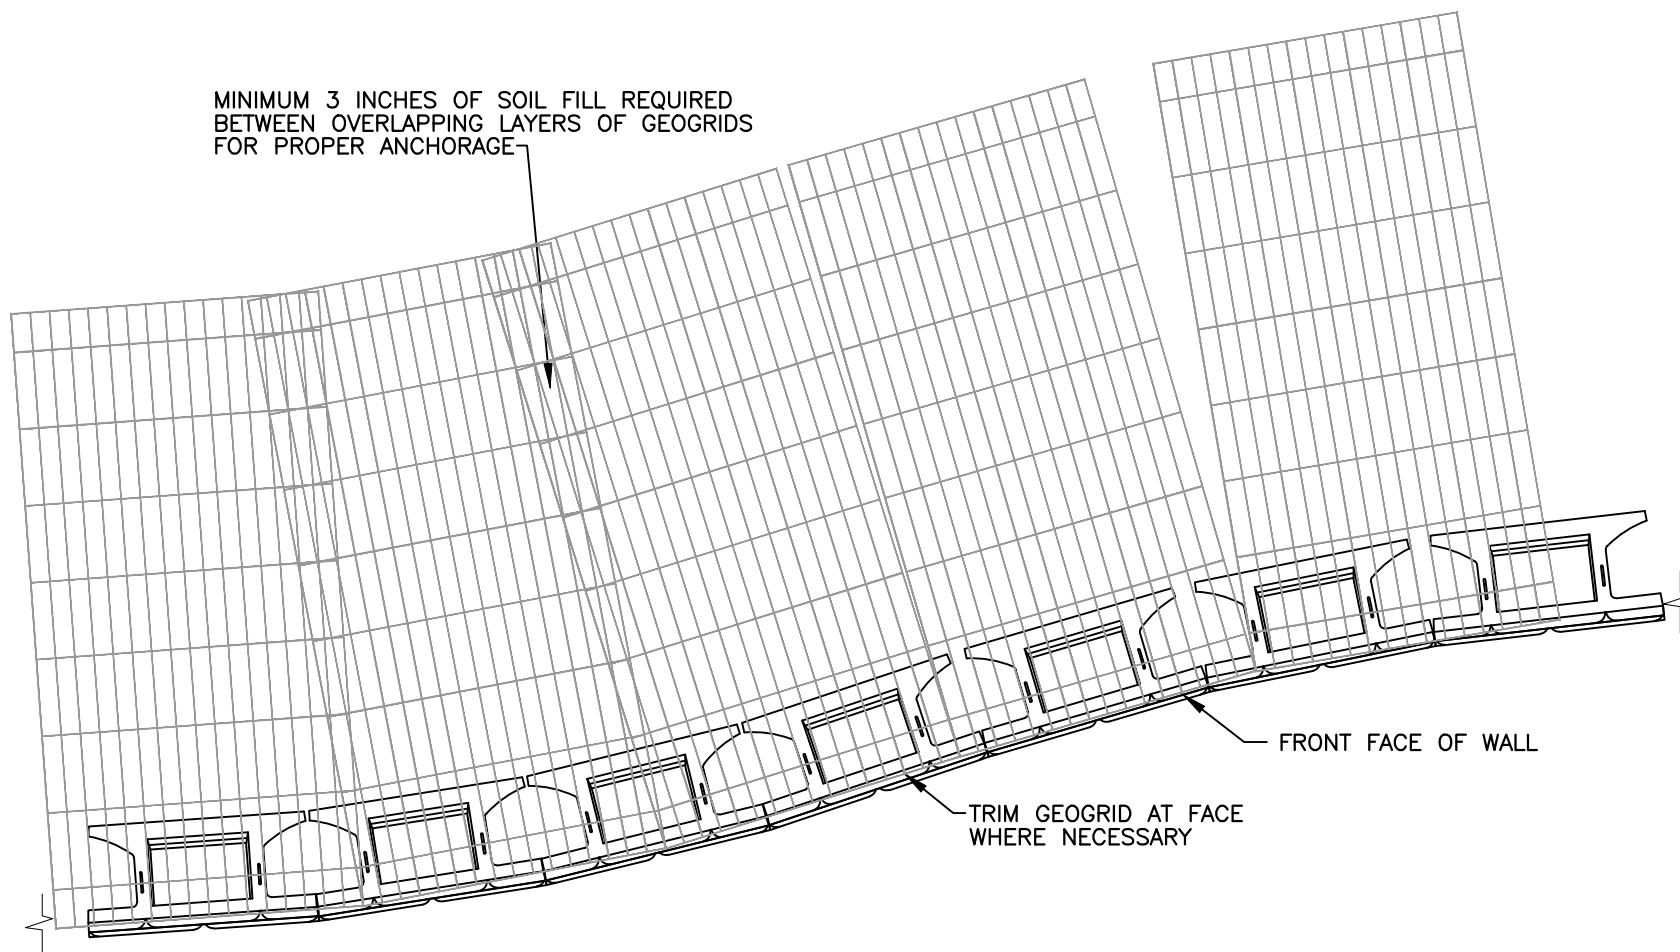 MINIMUM 3 INCHES OF SOIL FILL REQUIRED
BETWEEN OVERLAPPING LAYERS OF GEOGRIDS
FOR PROPER ANCHORAGE
FRONT FACE OF WALL
TRIM GEOGRID AT FACE
WHERE NECESSARY